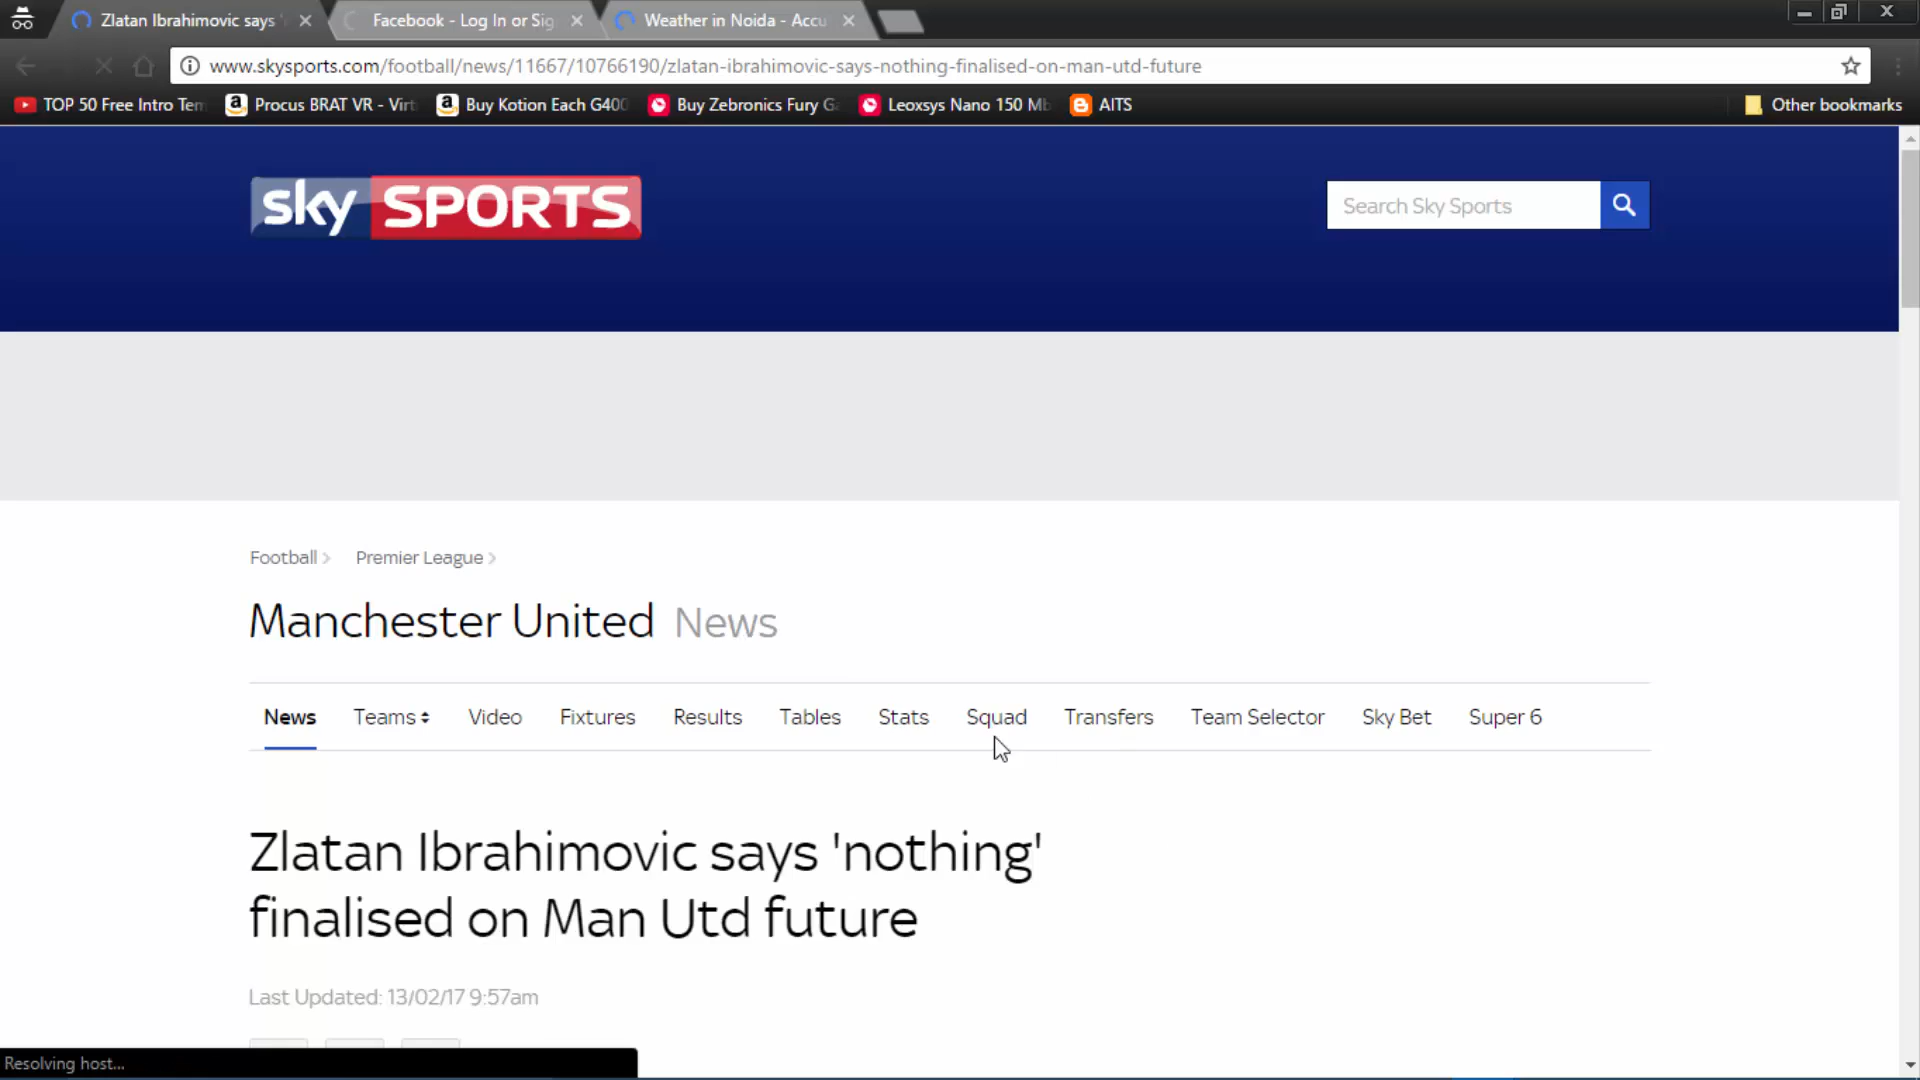 Zlatan Ibrahimovic says '
Facebook - Log In or Sig
Weather in Noida - Accu
www.skysports.com/football/news/11667/10766190/zlatan-ibrahimovic-says-nothing-finalised-on-man-utd-future
TOP 50 Free Intro Tem
Procus BRAT VR - Virt
Buy Kotion Each G400
Buy Zebronics Fury G
Leoxsys Nano 150 Mb
AITS
Other bookmarks
sky SPORTS
Search Sky Sports
Football
Premier League
Manchester United News
News Teams Video Fixtures Results Tables Stats Squad Transfers Team Selector Sky Bet Super 6
Zlatan Ibrahimovic says 'nothing'
finalised on Man Utd future
Last Updated: 13/02/17 9:57am
Resolving host...